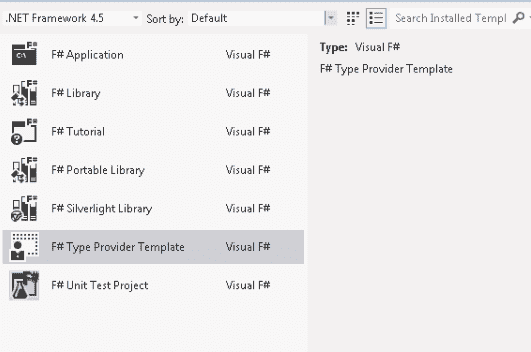 .NET Framework 4.5 Sort by: Default Search Installed Templ
F# Application Visual F#
F# Library Visual F#
F# Tutorial Visual F#
F# Portable Library Visual F#
F# Silverlight Library Visual F#
F# Type Provider Template Visual F#
F# Unit Test Project Visual F#
Type: Visual F#
F# Type Provider Template